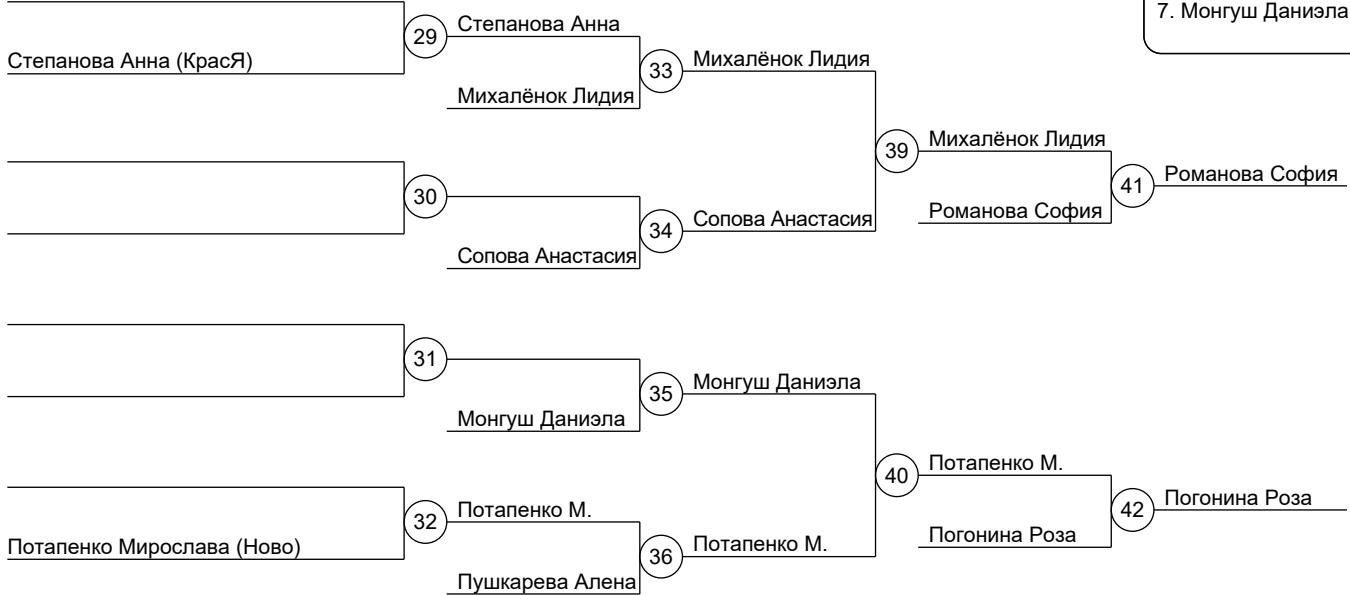 7. Монгуш Даниэла
29
Степанова Анна
Степанова Анна (КрасЯ)
33
Михалёнок Лидия
Михалёнок Лидия
39
Михалёнок Лидия
41
Романова София
30
34
Сопова Анастасия
Романова София
Сопова Анастасия
31
35
Монгуш Даниэла
Монгуш Даниэла
40
Потапенко М.
42
Погонина Роза
32
Потапенко М.
Погонина Роза
Потапенко Мирослава (Ново)
36
Потапенко М.
Пушкарева Алена